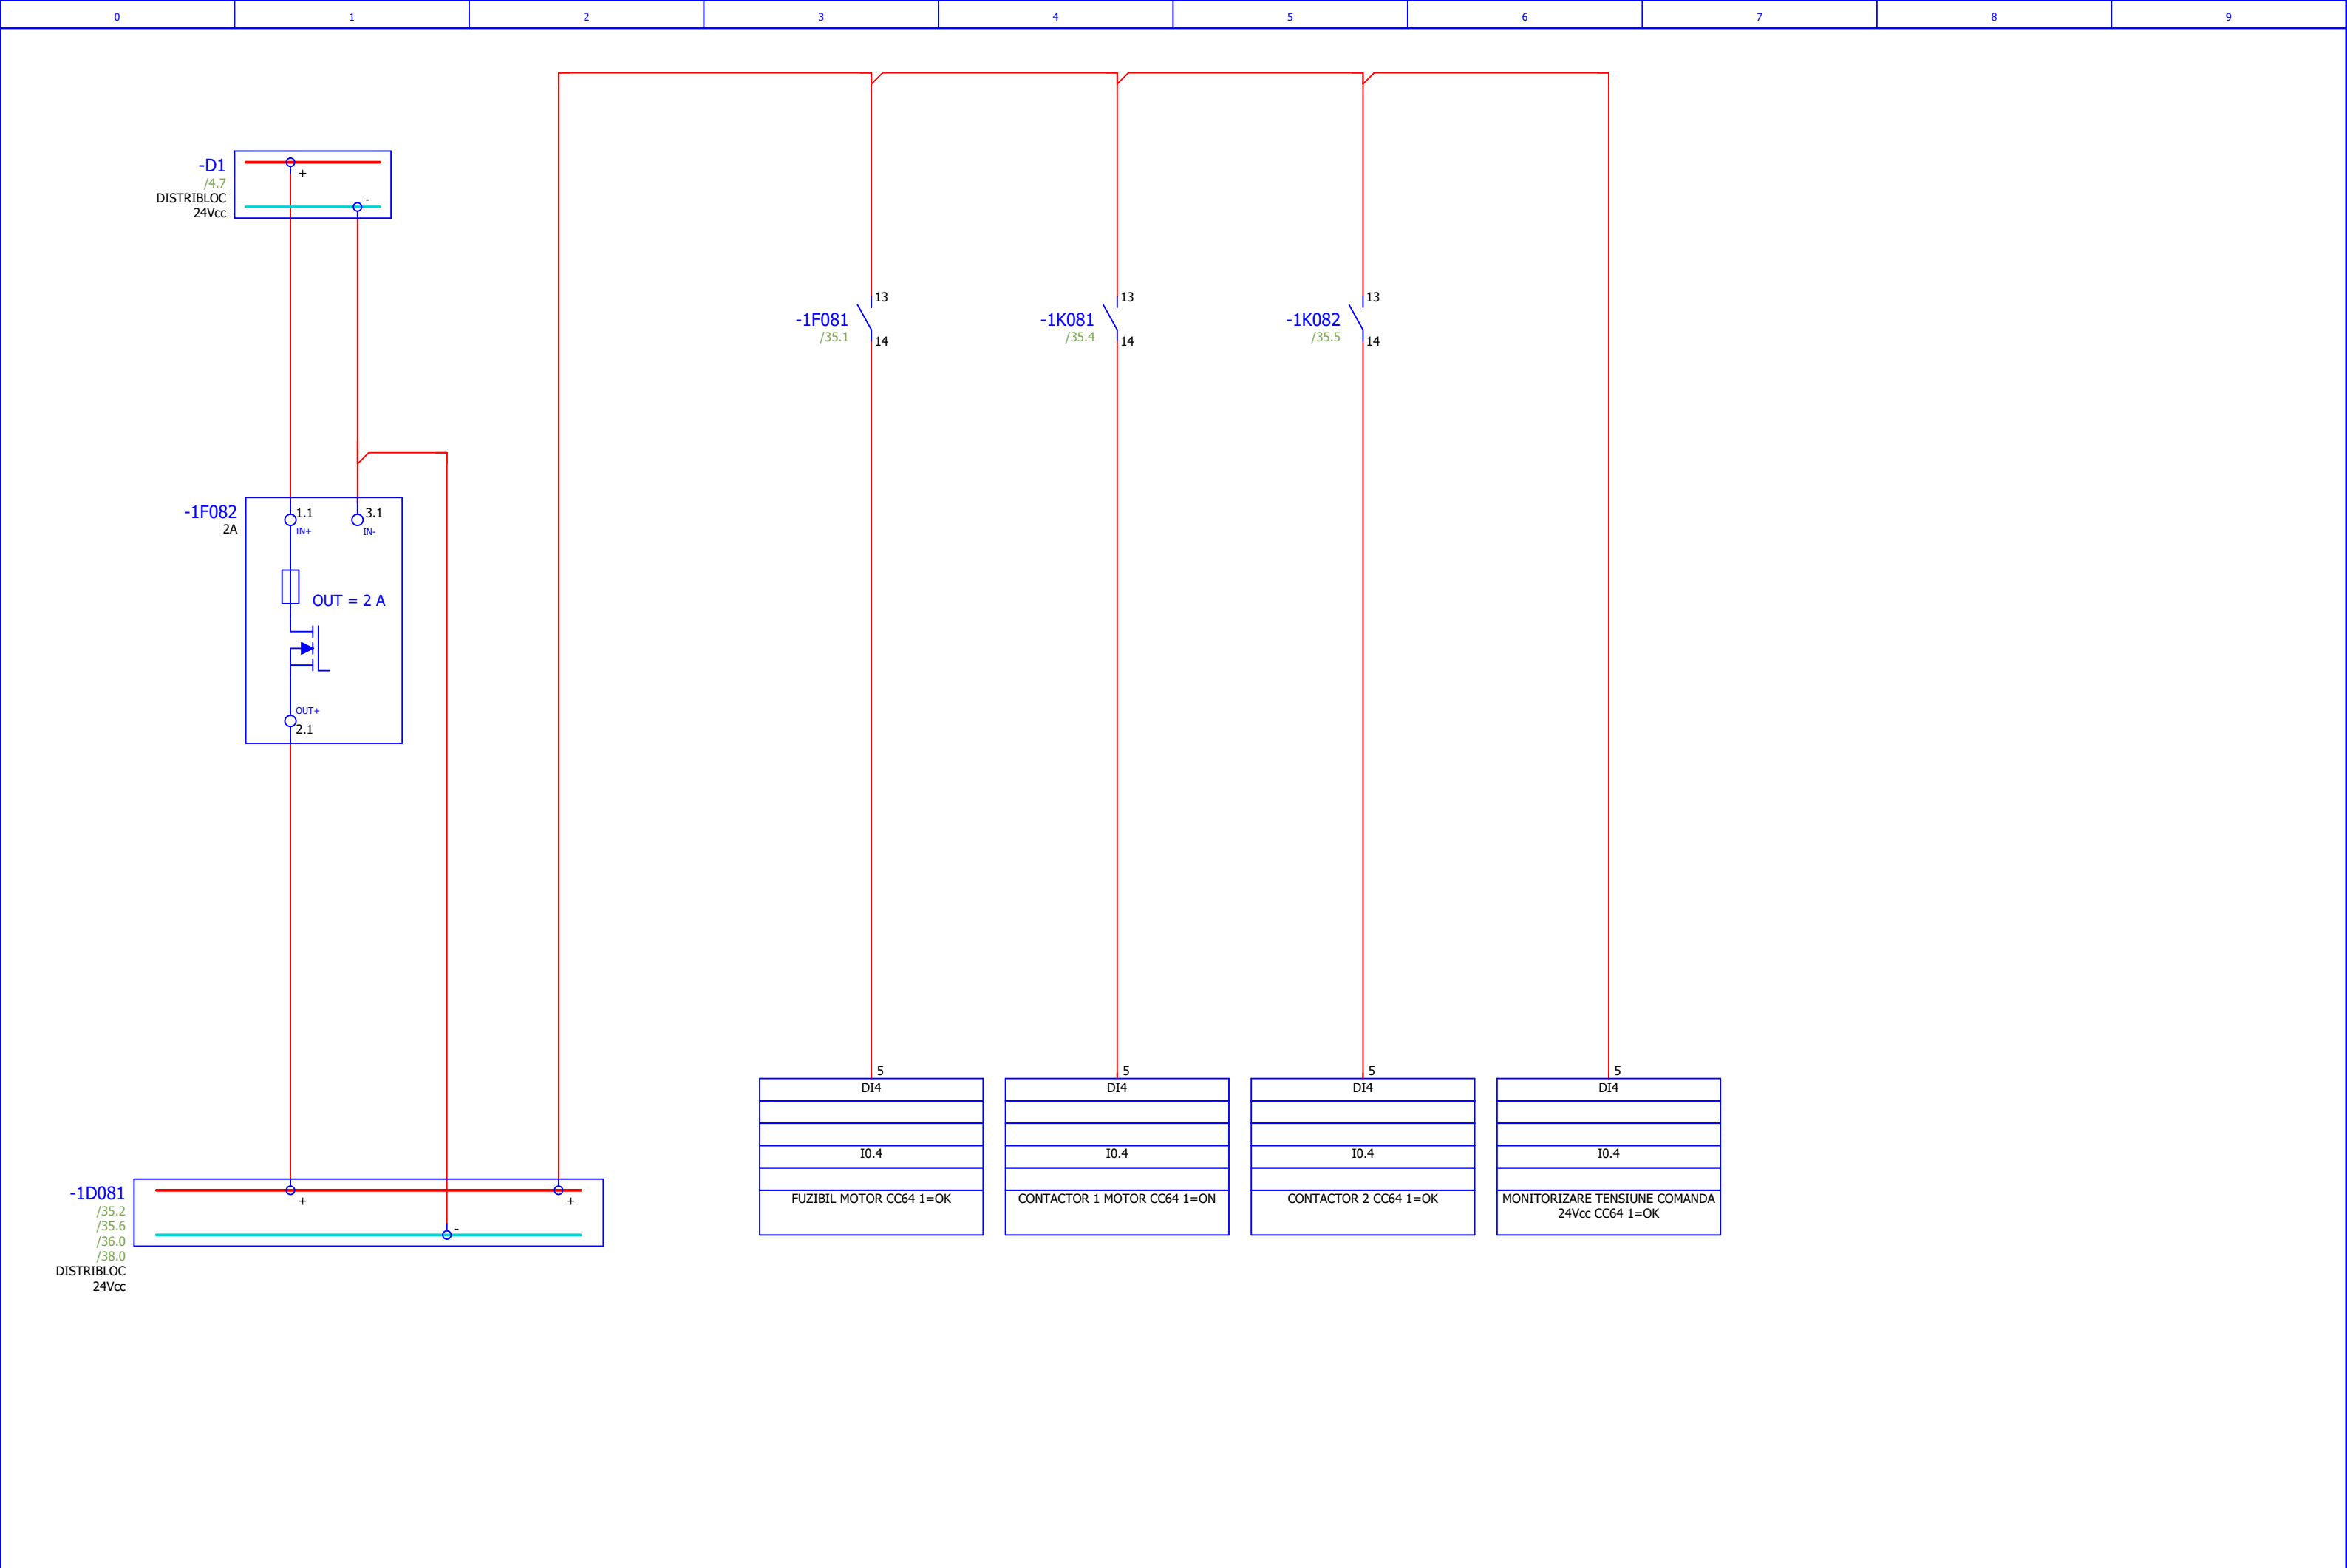 0 1 2 3 4 5 6 7 8 9
-D1
/4.7
DISTRIBLOC
24Vcc
+
-
-1F081
/35.1
13
14
-1K081
/35.4
13
14
-1K082
/35.5
13
14
-1F082
2A
1.1
IN+
3.1
IN-
OUT = 2 A
OUT+
2.1
-1D081
/35.2
/35.6
/36.0
/38.0
DISTRIBLOC
24Vcc
+
-
+
5
DI4
I0.4
FUZIBIL MOTOR CC64 1=OK
5
DI4
I0.4
CONTACTOR 1 MOTOR CC64 1=ON
5
DI4
I0.4
CONTACTOR 2 CC64 1=OK
5
DI4
I0.4
MONITORIZARE TENSIUNE COMANDA
24Vcc CC64 1=OK